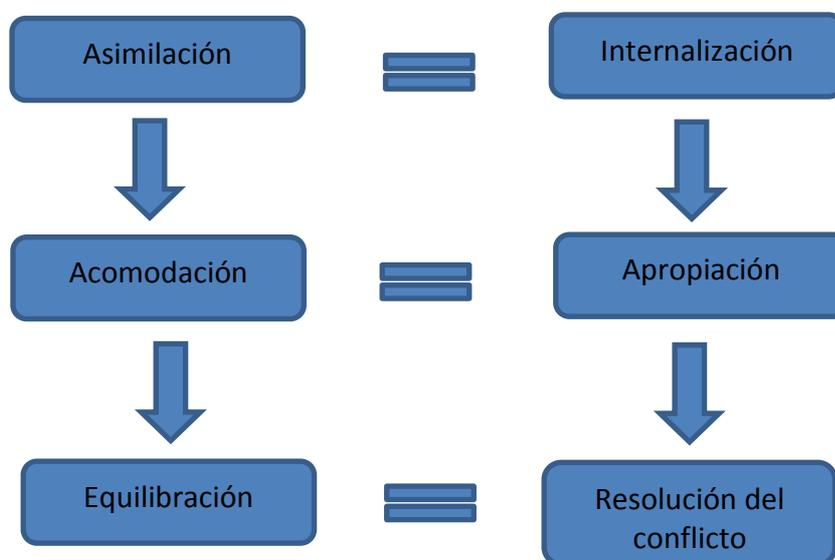 Asimilación
Internalización
Acomodación
Apropiación
Equilibración
Resolución del
conflicto